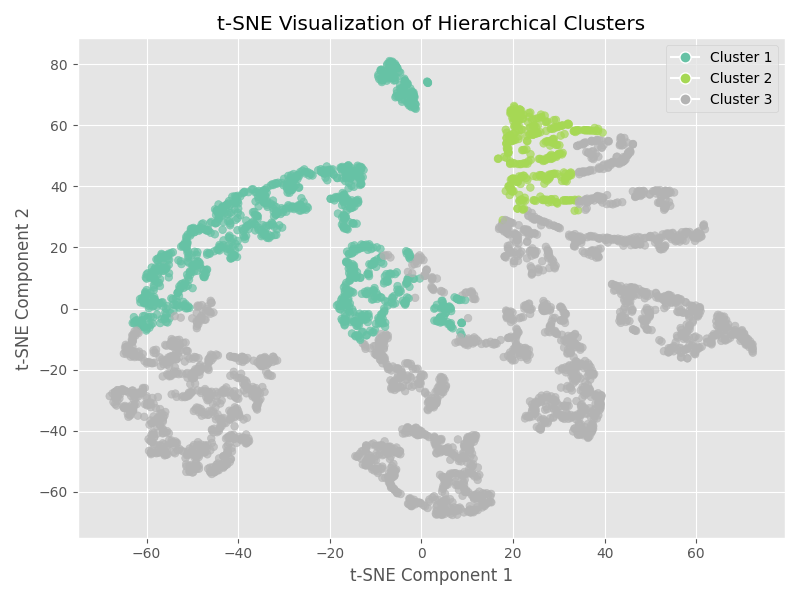 t-SNE Visualization of Hierarchical Clusters
Cluster 1
Cluster 2
Cluster 3
80
60
40
20
0
−20
−40
−60
t-SNE Component 2
−60
−40
−20
0
20
40
60
t-SNE Component 1